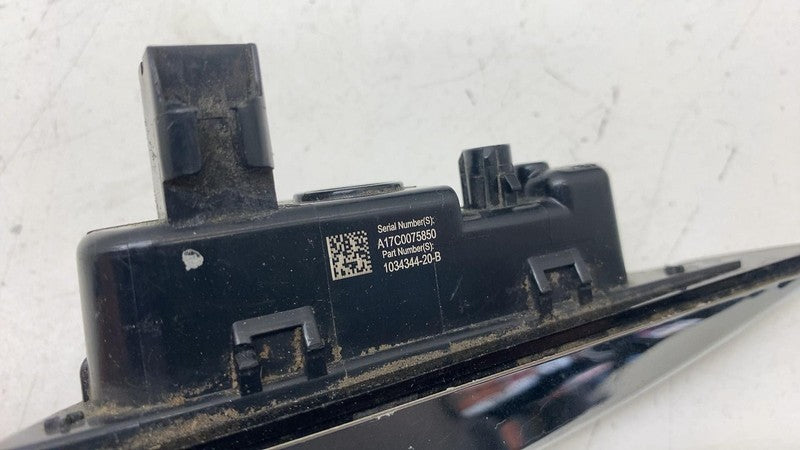 Serial Number(S):
A17C0075850
Part Number(S):
1034344-20-B